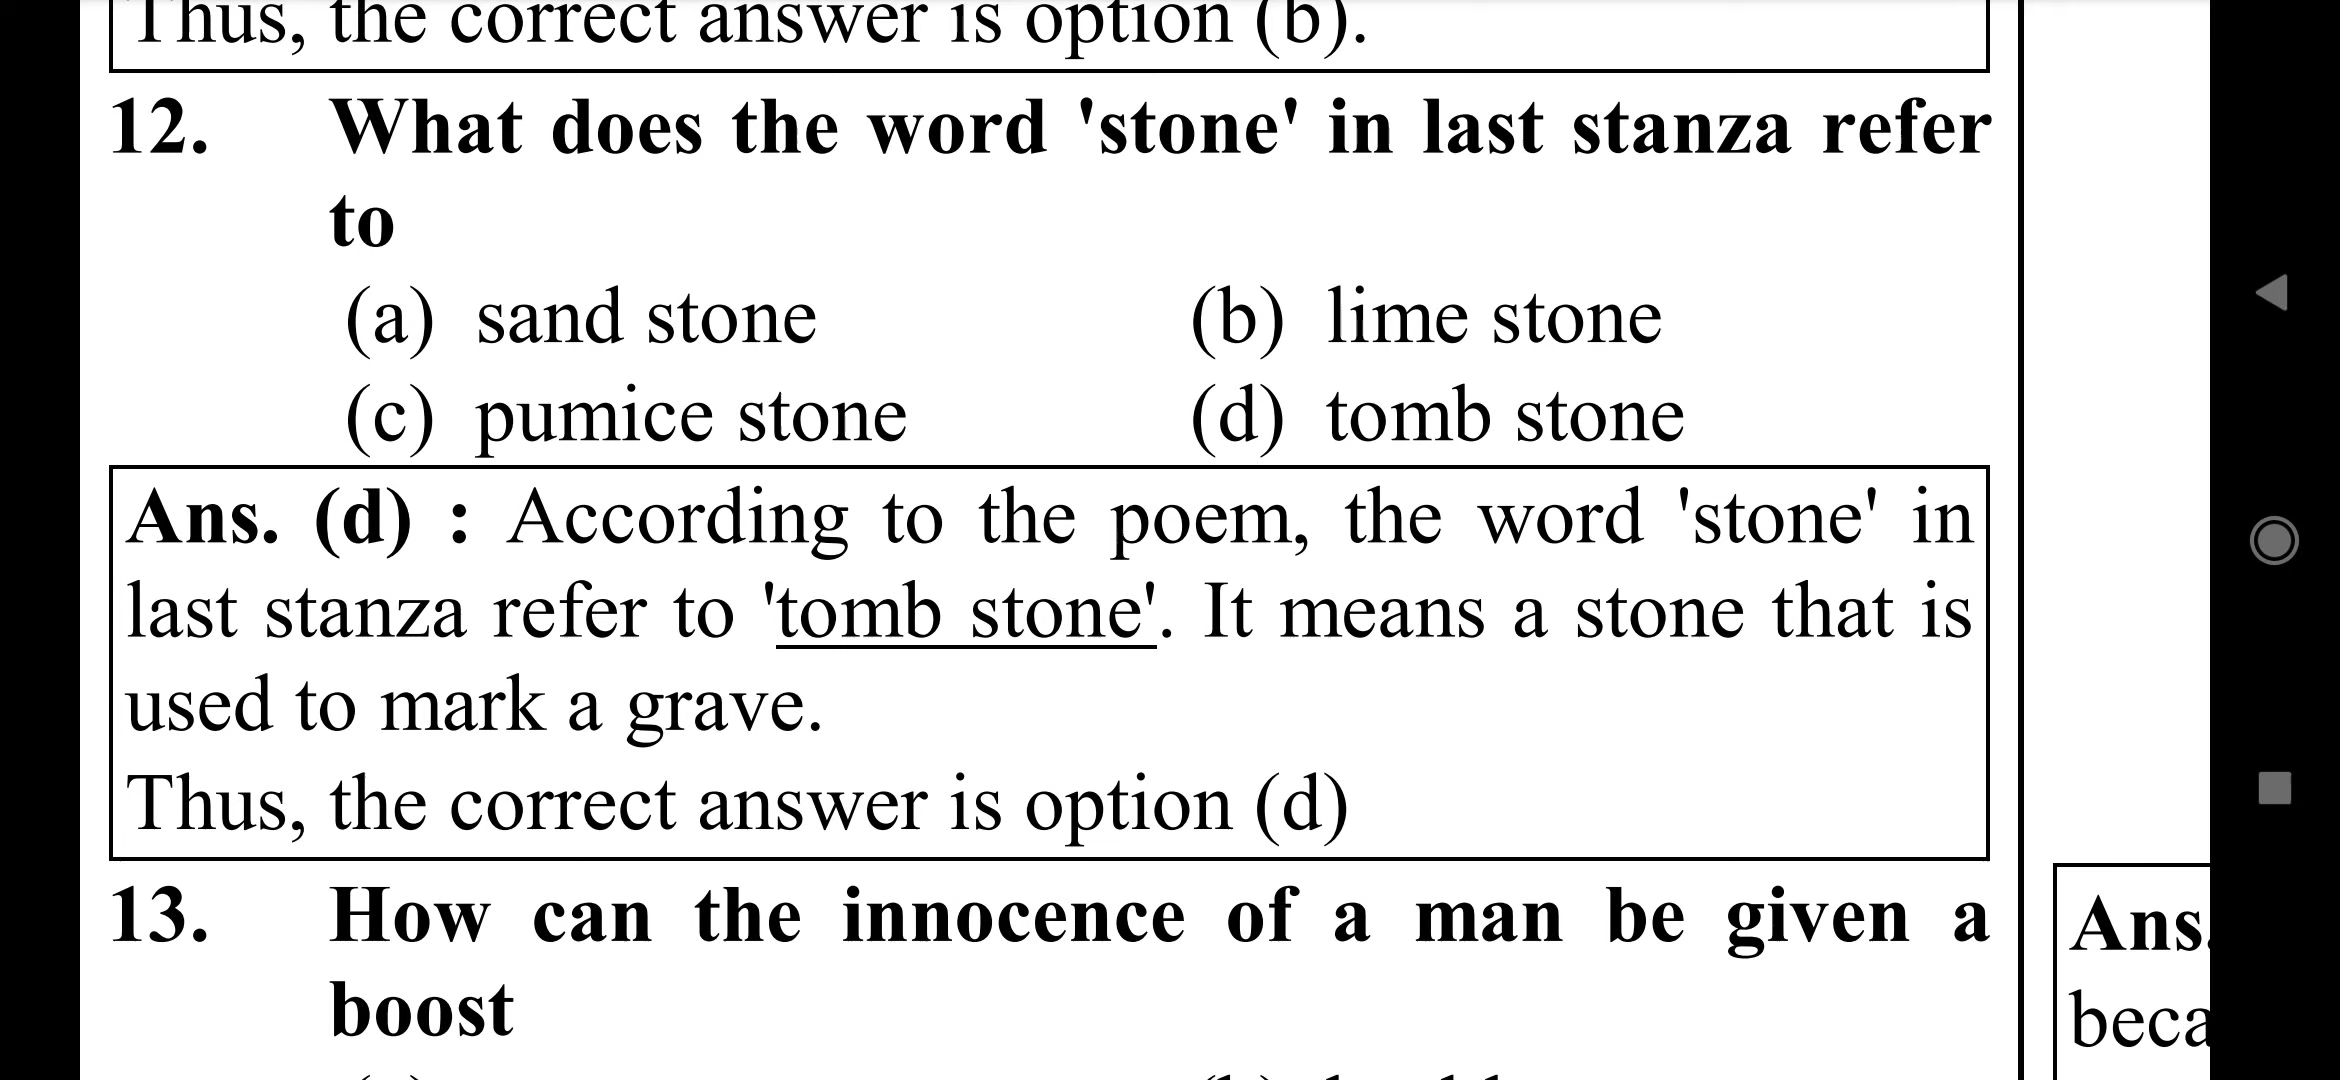 Thus, the correct answer is option (b).
12. What does the word 'stone' in last stanza refer
to
(a) sand stone (b) lime stone
(c) pumice stone (d) tomb stone
Ans. (d) : According to the poem, the word 'stone' in
last stanza refer to 'tomb stone'. It means a stone that is
used to mark a grave.
Thus, the correct answer is option (d)
13. How can the innocence of a man be given a
boost
Ans.
beca